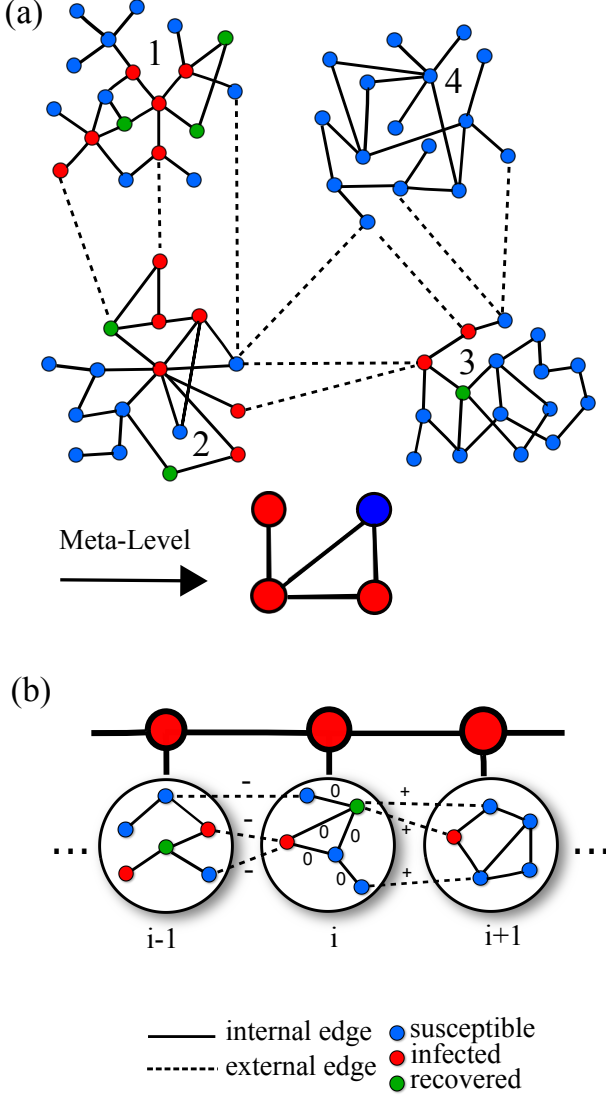 (a)
1
4
3
2
Meta-Level
(b)
− 0 +
− 0 0 +
− 0 0 +
... ...
i-1 i i+1
internal edge susceptible
external edge infected
recovered